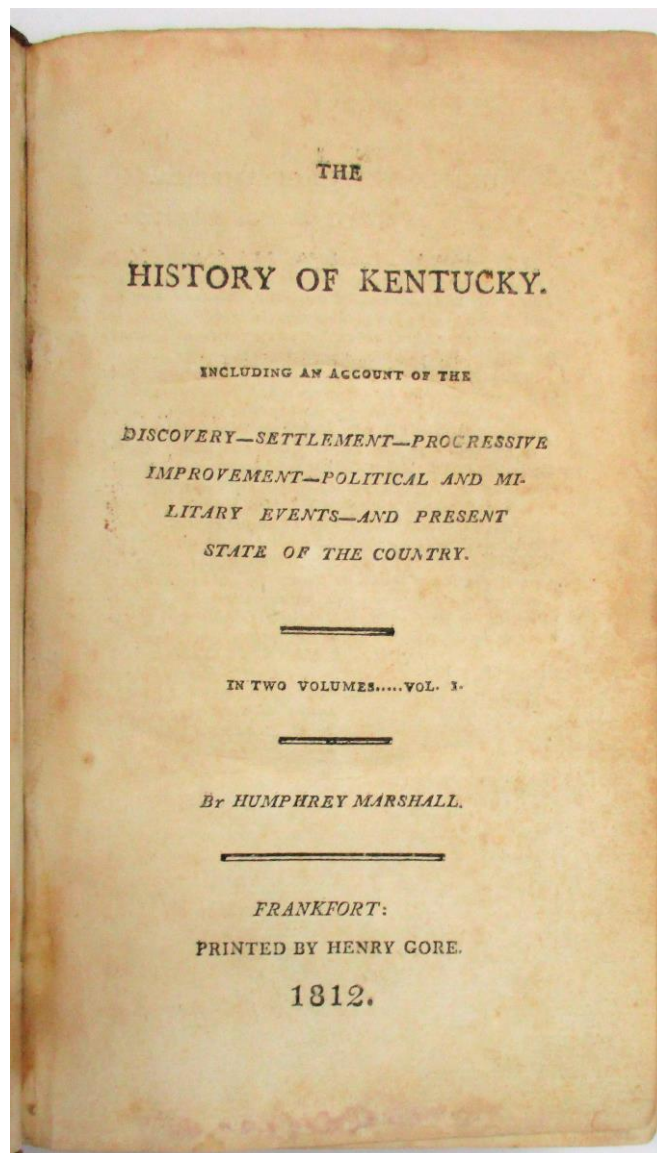 THE
HISTORY OF KENTUCKY.
INCLUDING AN ACCOUNT OF THE
DISCOVERY—SETTLEMENT—PROGRESSIVE
IMPROVEMENT—POLITICAL AND MI-
LITARY EVENTS—AND PRESENT
STATE OF THE COUNTRY.
IN TWO VOLUMES.....VOL. I.
By HUMPHREY MARSHALL.
FRANKFORT:
PRINTED BY HENRY GORE.
1812.